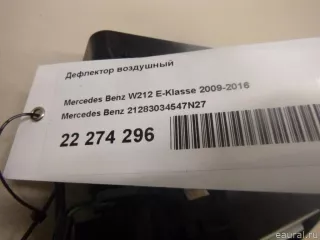 Дефлектор воздушный
Mercedes Benz W212 E-Klasse 2009-2016
Mercedes Benz 21283034547N27
22 274 296
eaural.ru